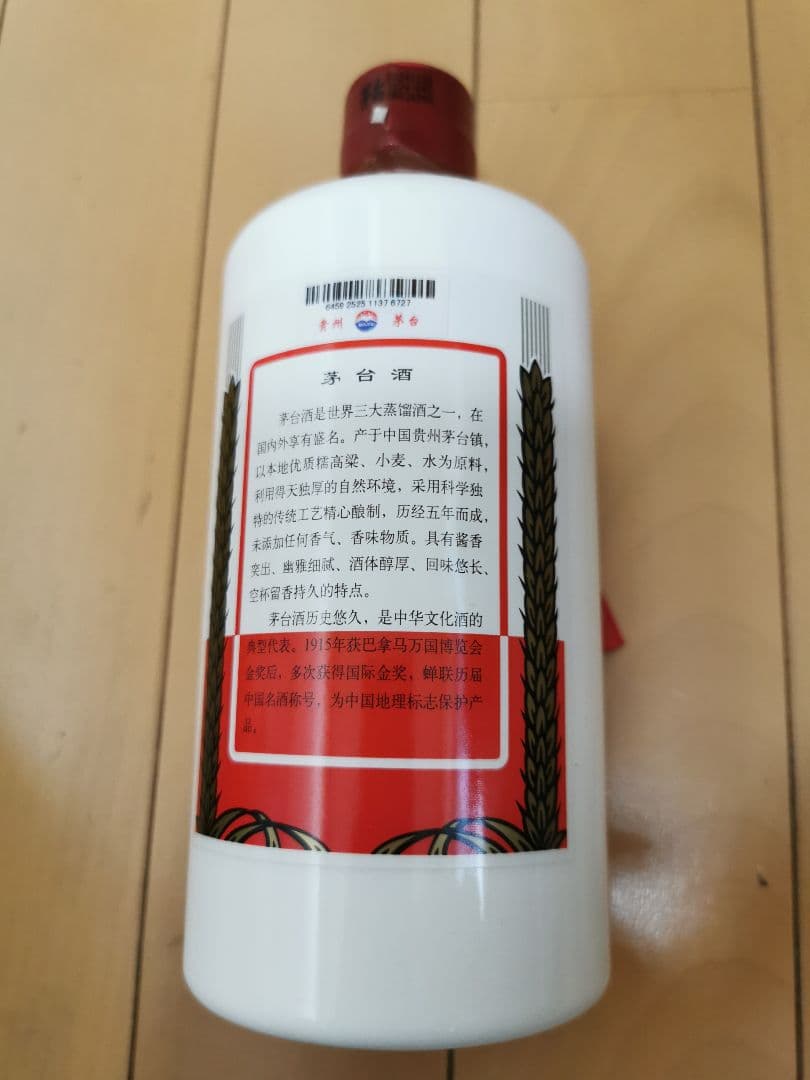 6459 2525 1137 6727
贵州 茅台
茅台酒
茅台酒是世界三大蒸馏酒之一，在
国内外享有盛名。产于中国贵州茅台镇，
以本地优质糯高粱、小麦、水为原料，
利用得天独厚的自然环境，采用科学独
特的传统工艺精心酿制，历经五年而成，
未添加任何香气、香味物质。具有酱香
突出、幽雅细腻、酒体醇厚、回味悠长、
空杯留香持久的特点。
茅台酒历史悠久，是中华文化酒的
典型代表。1915年获巴拿马万国博览会
金奖后，多次获得国际金奖，蝉联历届
中国名酒称号，为中国地理标志保护产
品。